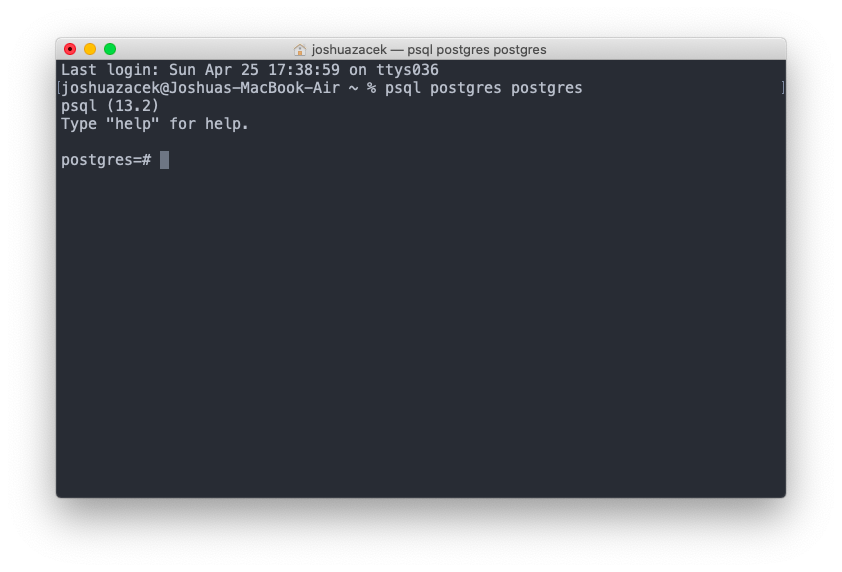 joshuazacek — psql postgres postgres
Last login: Sun Apr 25 17:38:59 on ttys036
[joshuazacek@Joshuas-MacBook-Air ~ % psql postgres postgres ]
psql (13.2)
Type "help" for help.
postgres=#